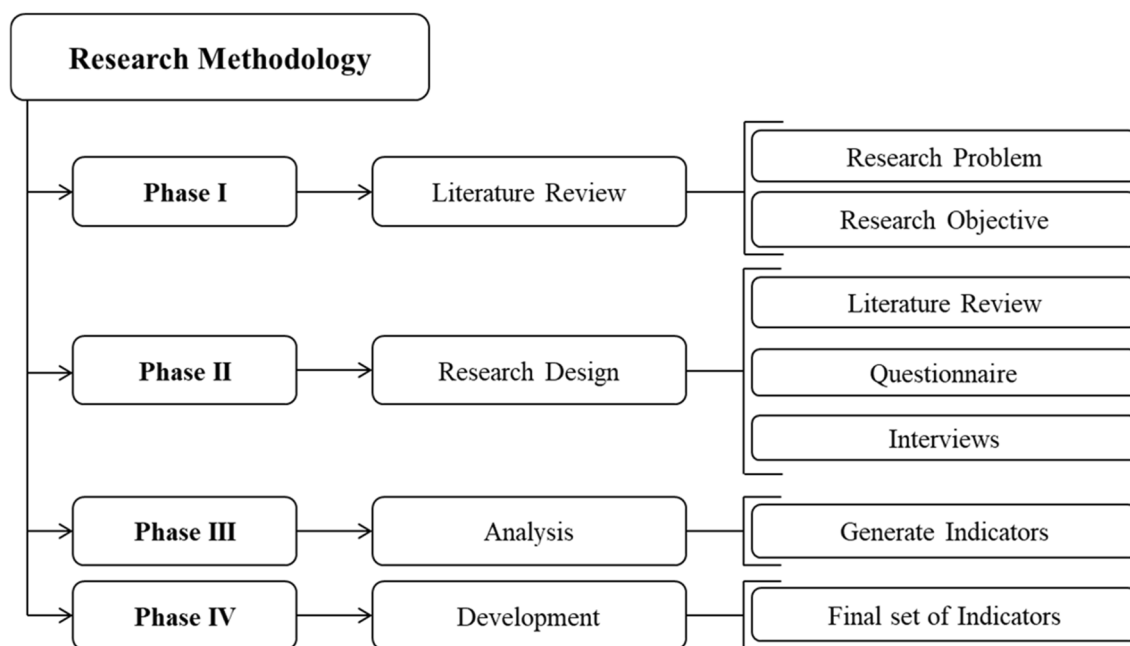 Research Methodology
Phase I
Literature Review
Research Problem
Research Objective
Phase II
Research Design
Literature Review
Questionnaire
Interviews
Phase III
Analysis
Generate Indicators
Phase IV
Development
Final set of Indicators